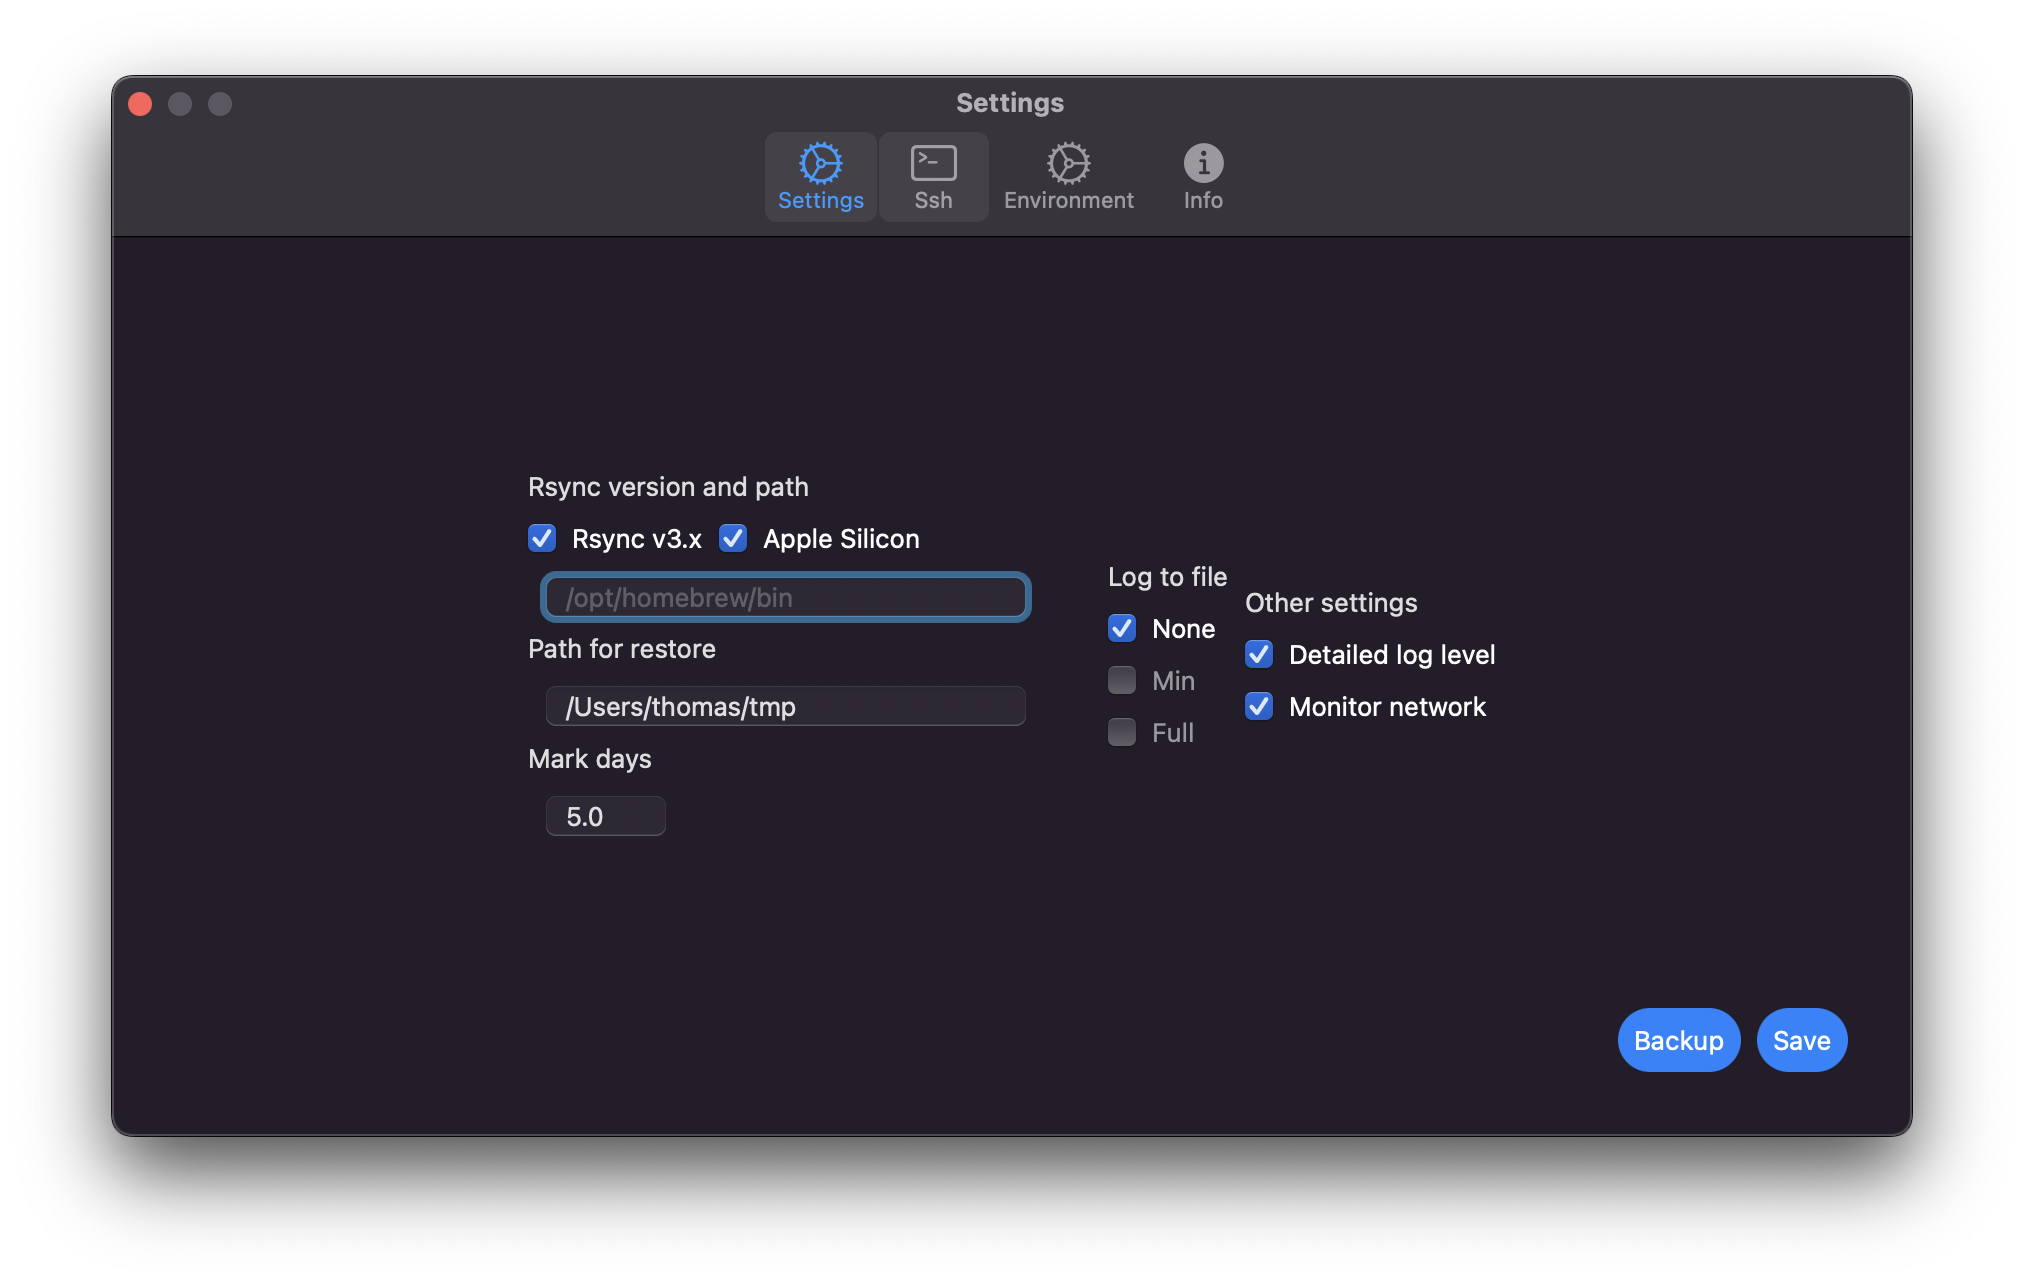 Settings
Settings Ssh Environment Info
Rsync version and path
Rsync v3.x Apple Silicon
/opt/homebrew/bin
Path for restore
/Users/thomas/tmp
Mark days
5.0
Log to file
None
Min
Full
Other settings
Detailed log level
Monitor network
Backup Save